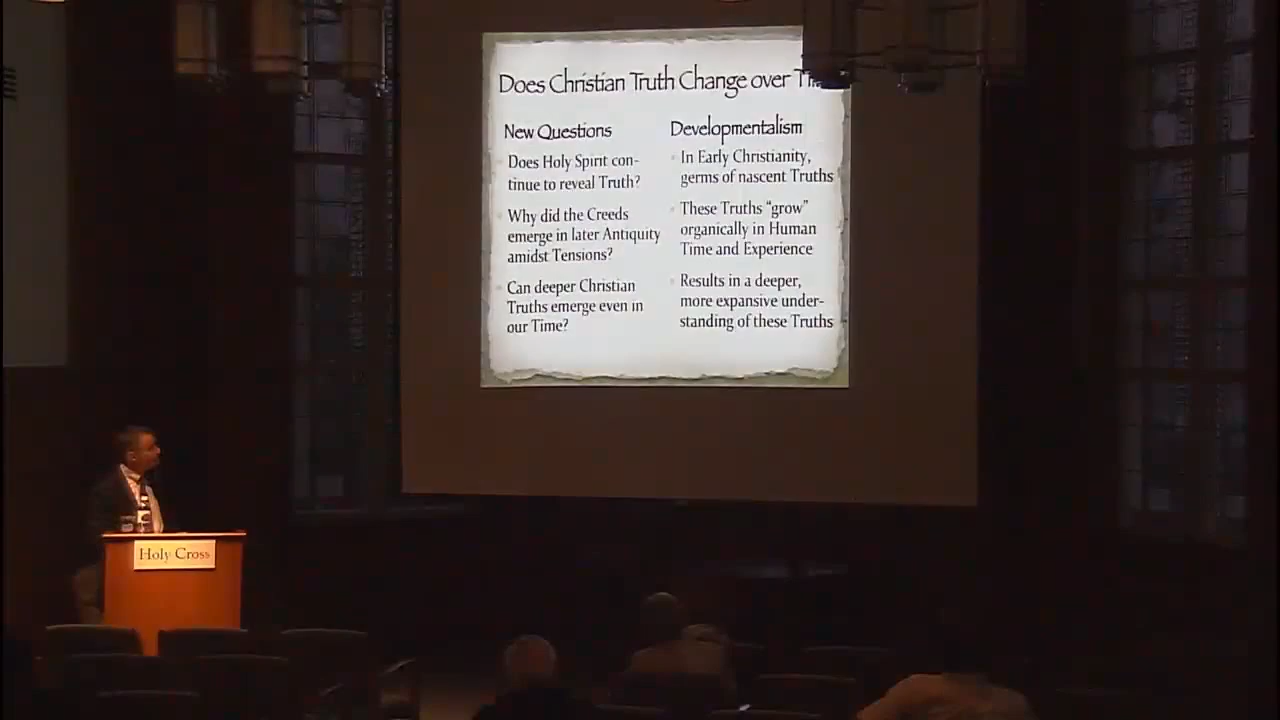 Does Christian Truth Change over
New Questions
Does Holy Spirit con-
tinue to reveal Truth?
Why did the Creeds
emerge in later Antiquity
amidst Tensions?
Can deeper Christian
Truths emerge even in
our Time?
Developmentalism
In Early Christianity,
germs of nascent Truths
These Truths “grow”
organically in Human
Time and Experience
Results in a deeper,
more expansive under-
standing of these Truths
Holy Cross